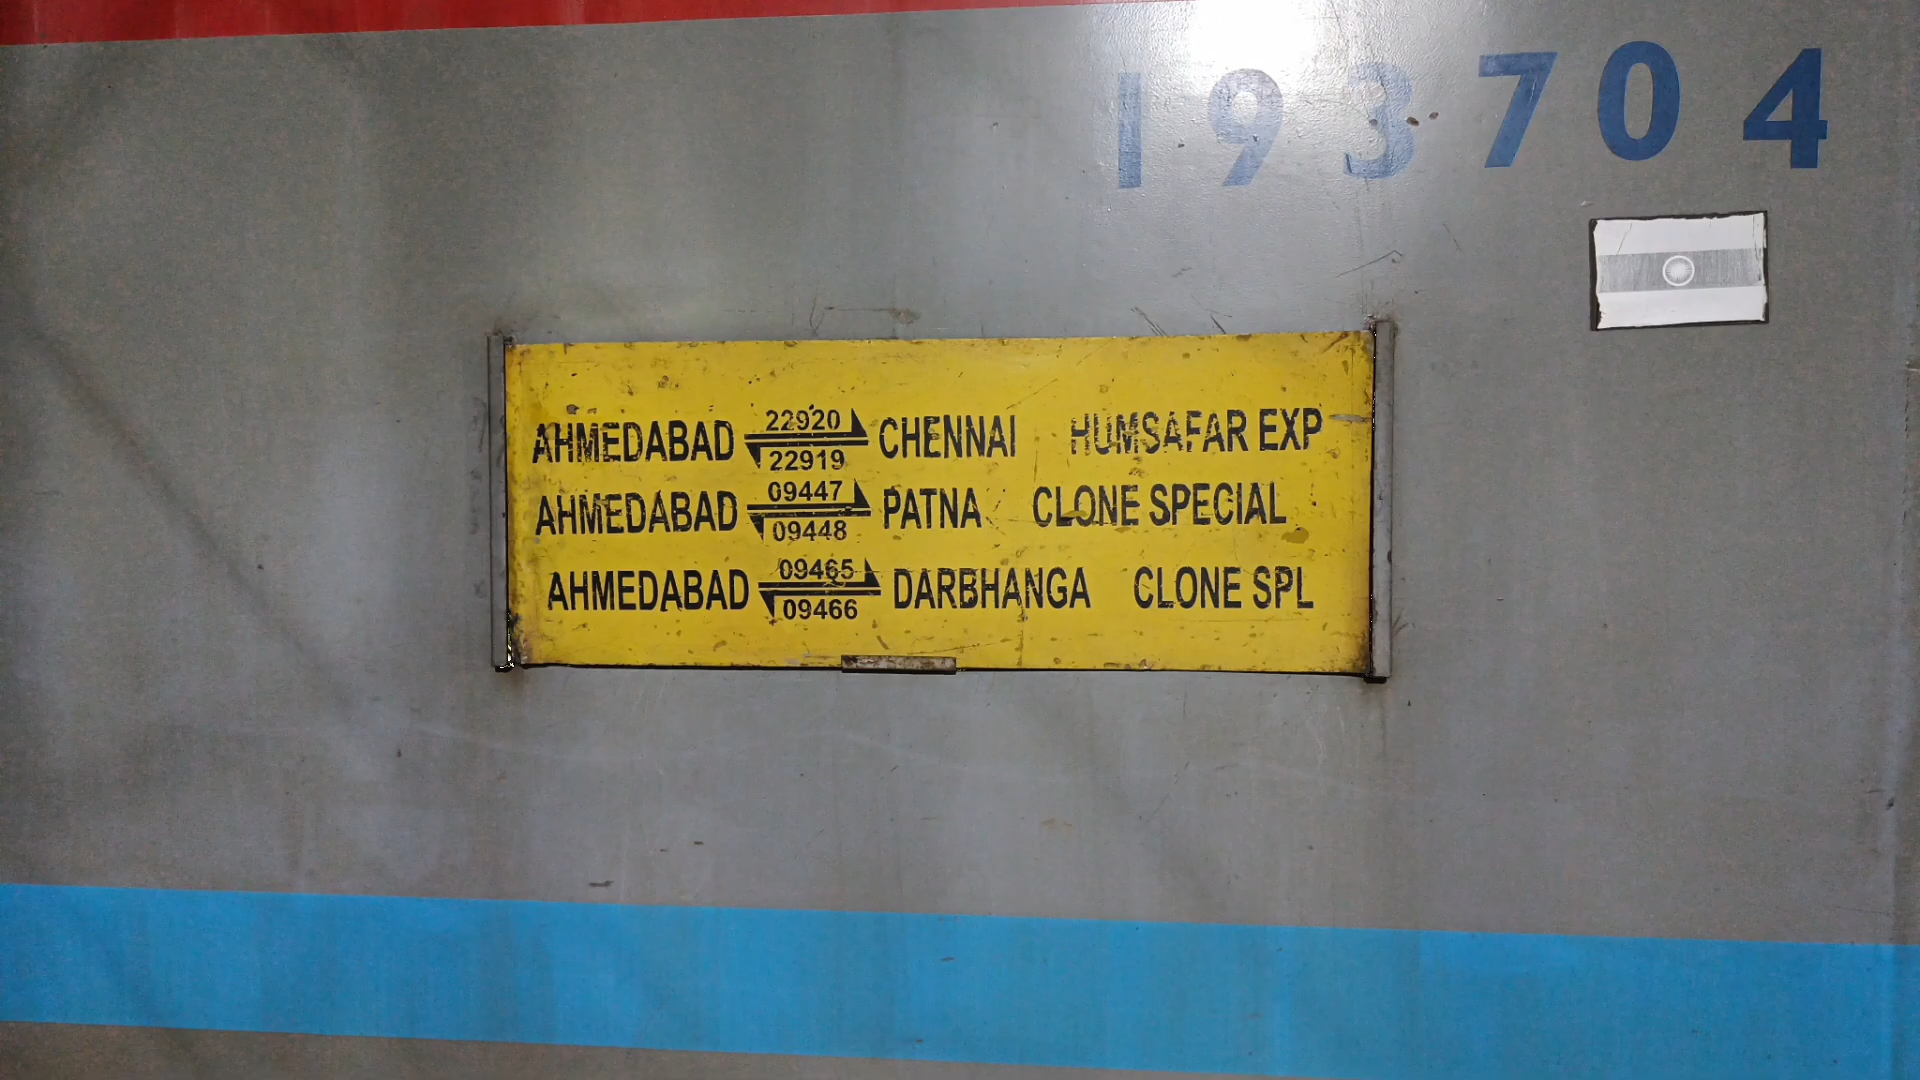 193704
AHMEDABAD 22920 22919 CHENNAI HUMSAFAR EXP
AHMEDABAD 09447 09448 PATNA CLONE SPECIAL
AHMEDABAD 09465 09466 DARBHANGA CLONE SPL